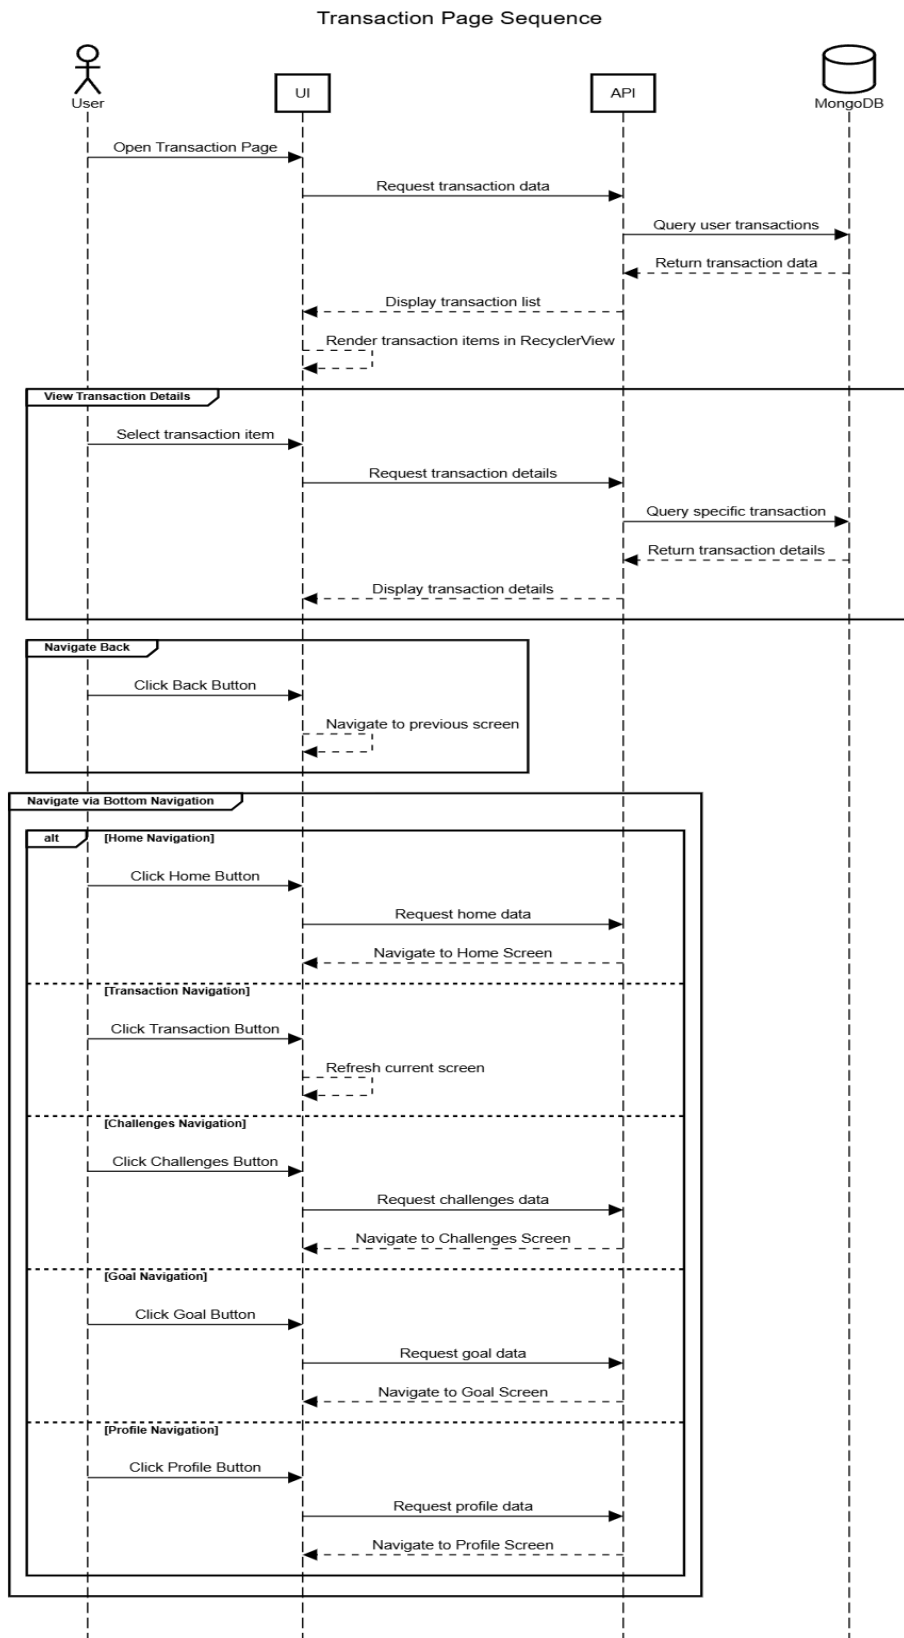 Transaction Page Sequence
User
UI
API
MongoDB
Open Transaction Page
Request transaction data
Query user transactions
Return transaction data
Display transaction list
Render transaction items in RecyclerView
View Transaction Details
Select transaction item
Request transaction details
Query specific transaction
Return transaction details
Display transaction details
Navigate Back
Click Back Button
Navigate to previous screen
Navigate via Bottom Navigation
alt [Home Navigation]
Click Home Button
Request home data
Navigate to Home Screen
[Transaction Navigation]
Click Transaction Button
Refresh current screen
[Challenges Navigation]
Click Challenges Button
Request challenges data
Navigate to Challenges Screen
[Goal Navigation]
Click Goal Button
Request goal data
Navigate to Goal Screen
[Profile Navigation]
Click Profile Button
Request profile data
Navigate to Profile Screen